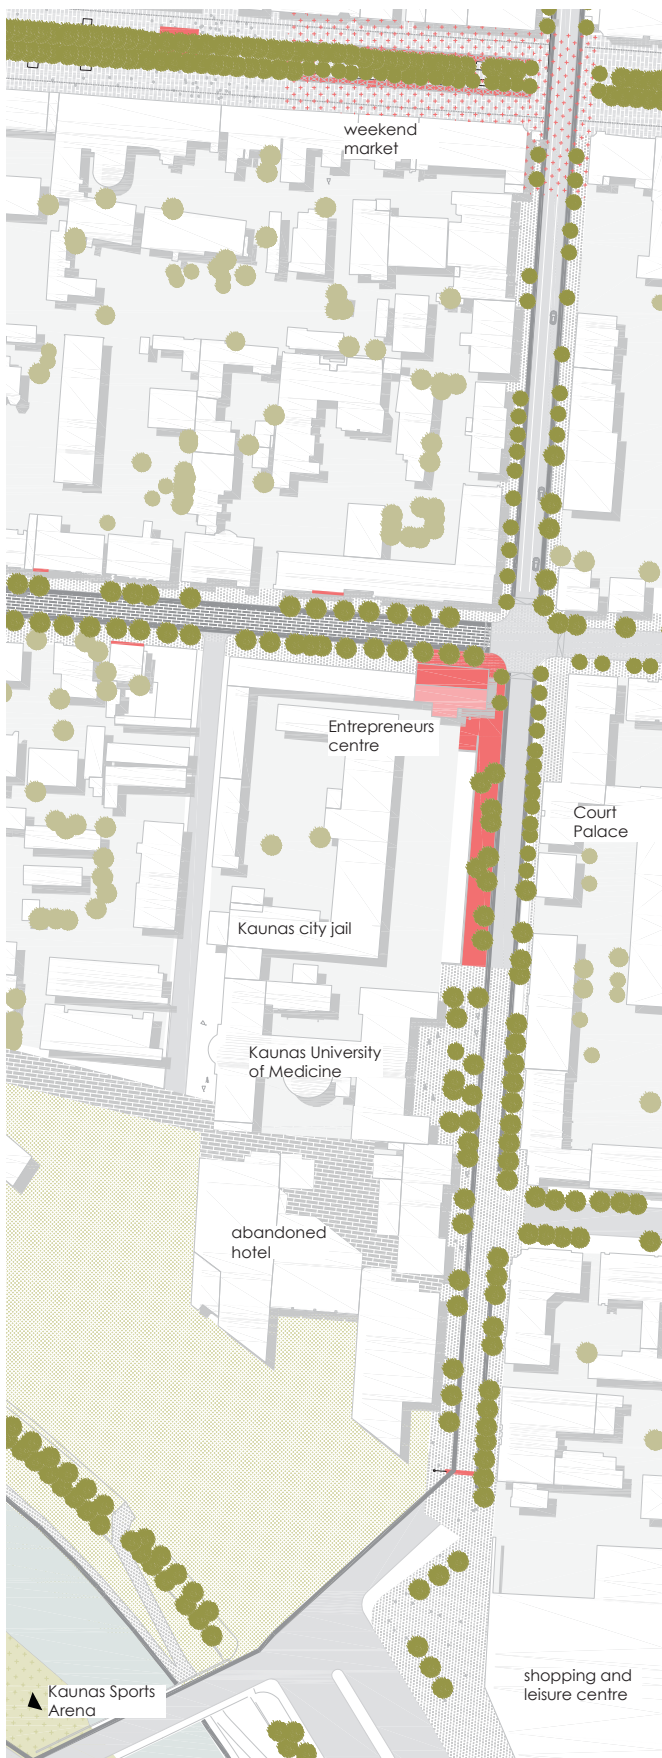 weekend
market
Entrepreneurs
centre
Court
Palace
Kaunas city jail
Kaunas University
of Medicine
abandoned
hotel
shopping and
leisure centre
Kaunas Sports
Arena